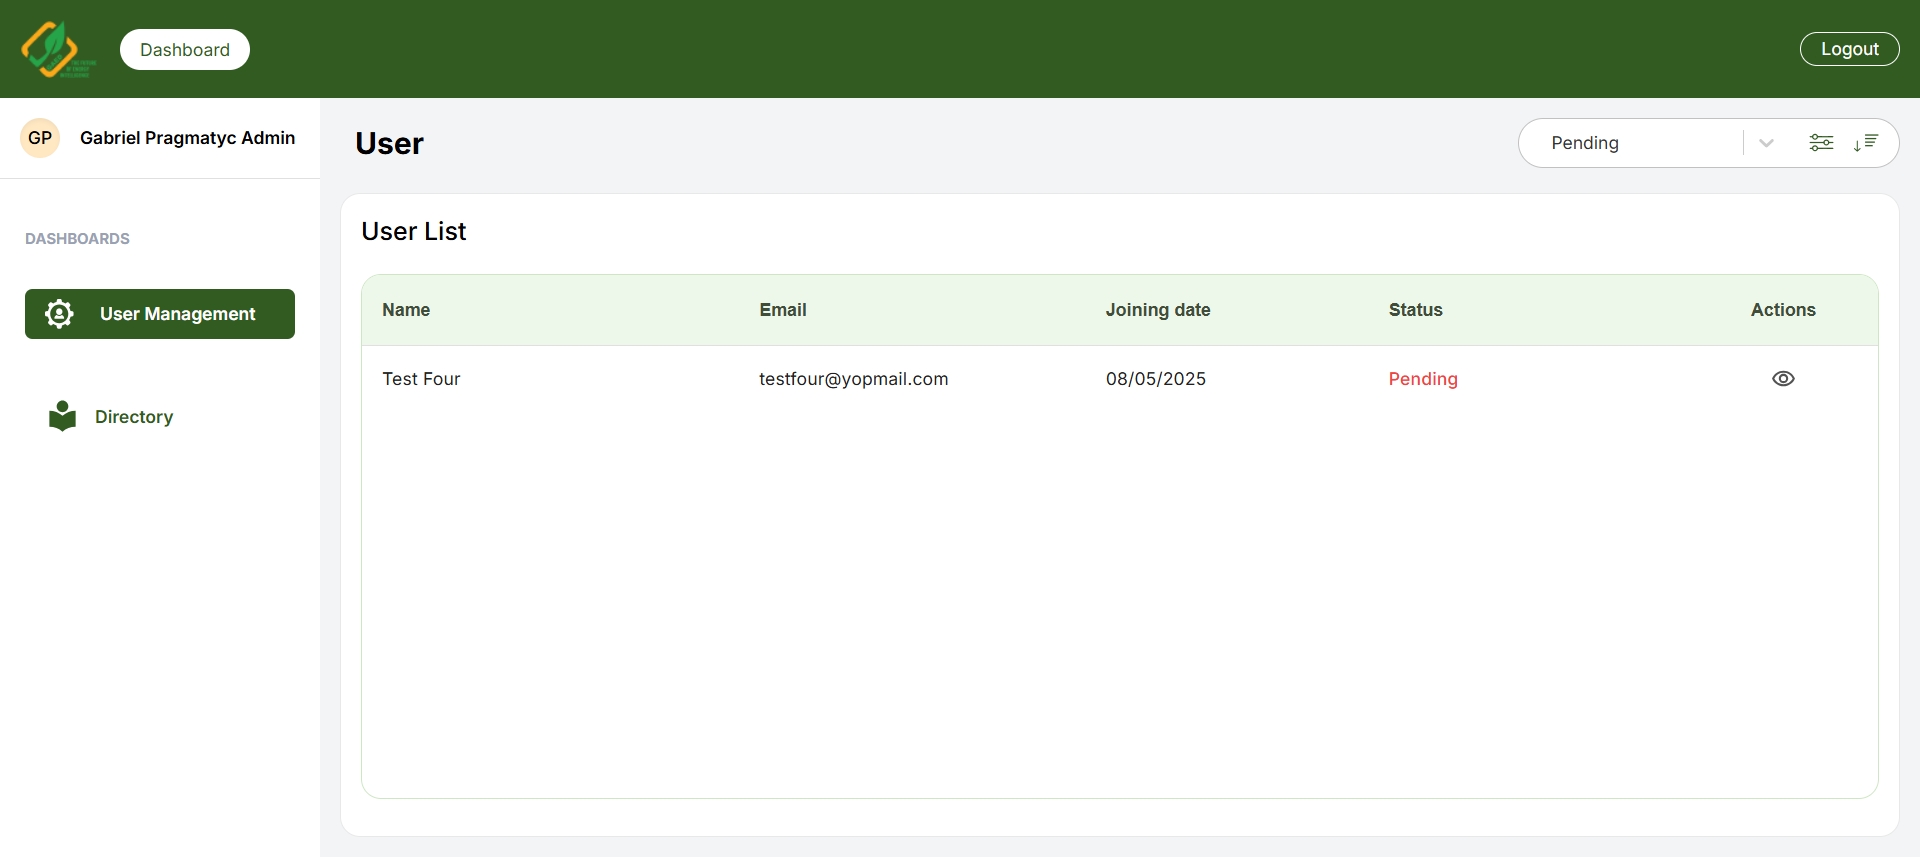 Dashboard
Logout
GP
Gabriel Pragmatyc Admin
User
Pending
DASHBOARDS
User List
User Management
Name Email Joining date Status Actions
Test Four testfour@yopmail.com 08/05/2025 Pending
Directory